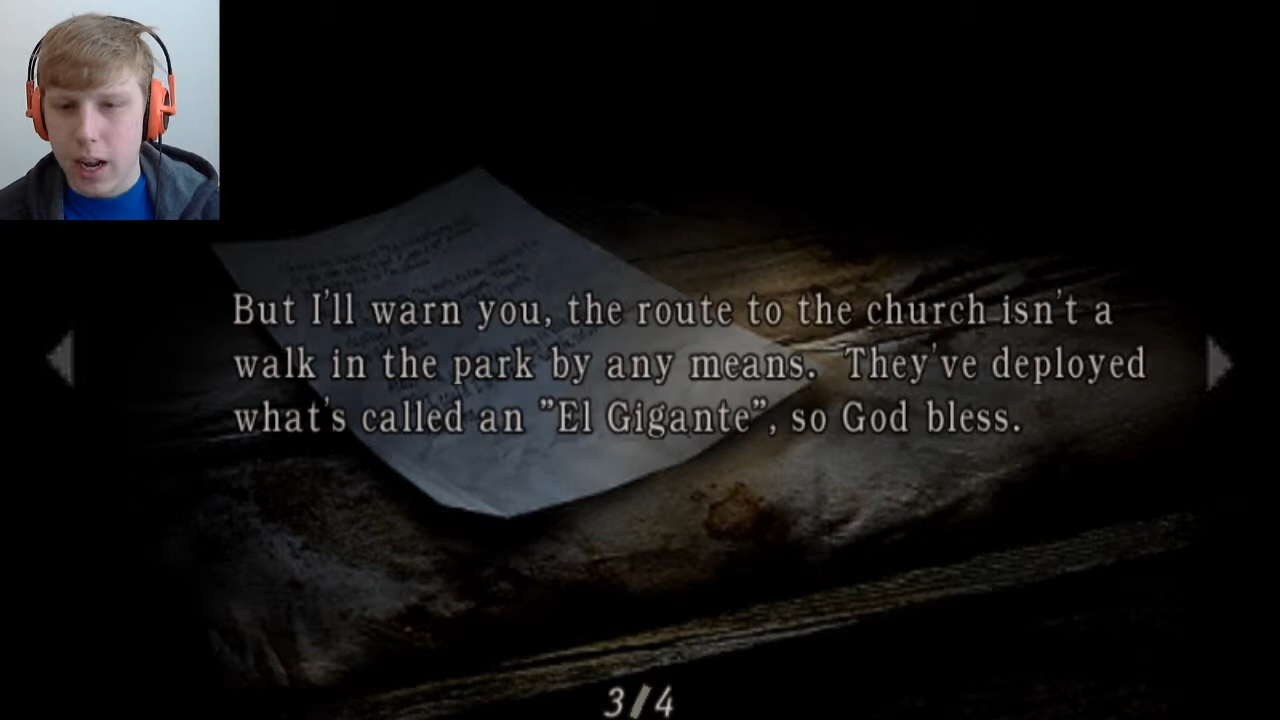 But I'll warn you, the route to the church isn't a
walk in the park by any means. They've deployed
what's called an "El Gigante", so God bless.
3/4